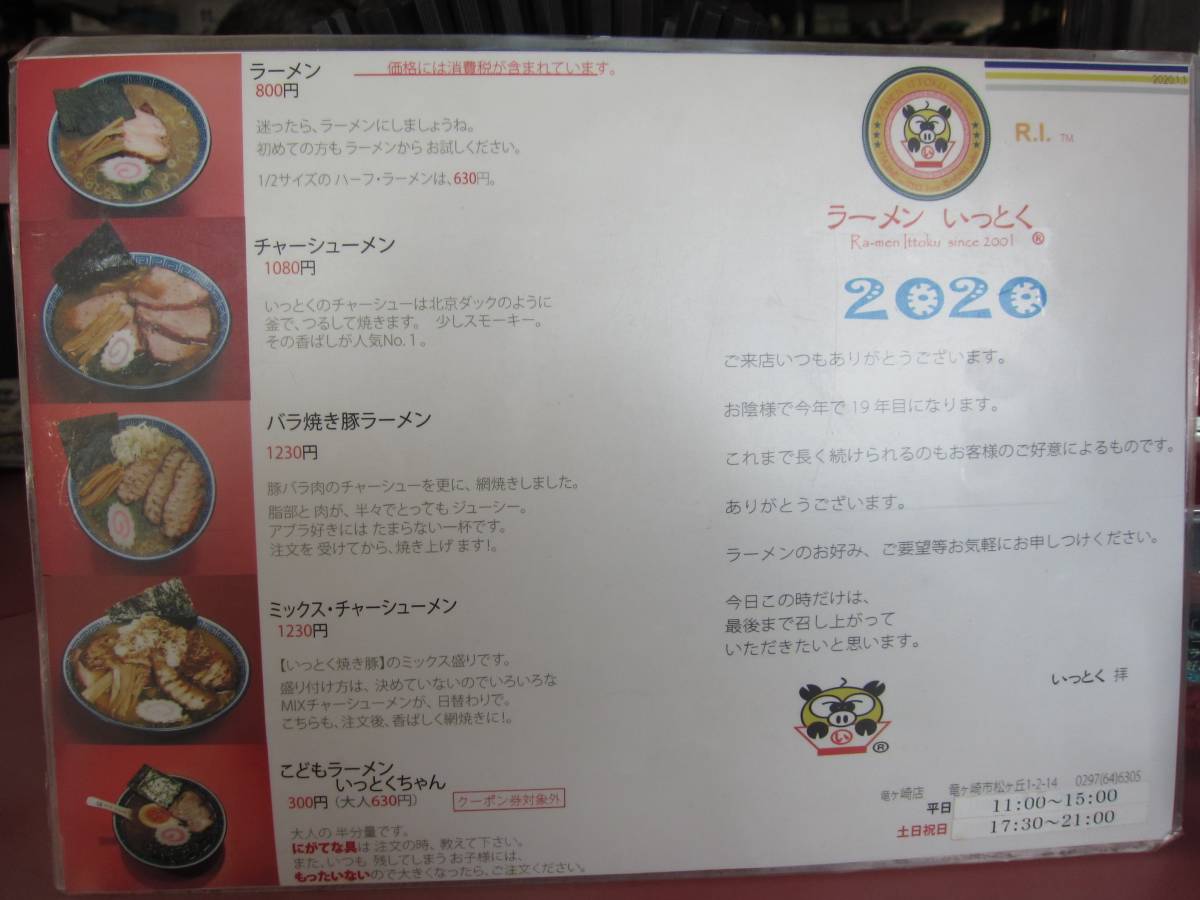 ラーメン 価格には消費税が含まれています。
800円
迷ったら、ラーメンにしましょうね。
初めての方も ラーメンから お試しください。
1/2サイズの ハーフ・ラーメンは、630円。
チャーシューメン
1080円
いっとくのチャーシューは北京ダックのように
釜で、つるして焼きます。 少しスモーキー。
その香ばしが人気No.1。
バラ焼き豚ラーメン
1230円
豚バラ肉のチャーシューを更に、網焼きしました。
脂部と 肉が、半々でとっても ジューシー。
アブラ好きには たまらない一杯です。
注文を 受けてから、焼き上げ ます!。
ミックス・チャーシューメン
1230円
【いっとく焼き豚】のミックス盛りです。
盛り付け方は、決めていないのでいろいろな
MIXチャーシューメンが、日替わりで。
こちらも、注文後、香ばしく網焼きに!。
こどもラーメン
いっとくちゃん
300円（大人630円） クーポン券対象外
大人の 半分量です。
にがてな具は 注文の時、教えて下さい。
また、いつも 残してしまう お子様には、
もったいないので大きくなったら、ご注文ください。
2020.1.1
い
R.I. TM
ラーメン いっとく
Ra-men Ittoku since 2001 ®
2020
ご来店いつもありがとうございます。
お陰様で今年で 19 年目になります。
これまで長く続けられるのもお客様のご好意によるものです。
ありがとうございます。
ラーメンのお好み、ご要望等お気軽にお申しつけください。
今日この時だけは、
最後まで召し上がって
いただきたいと思います。
いっとく 拝
い ®
竜ヶ崎店 竜ヶ崎市松ヶ丘1-2-14 0297(64)6305
平日 11:00～15:00
土日祝日 17:30～21:00